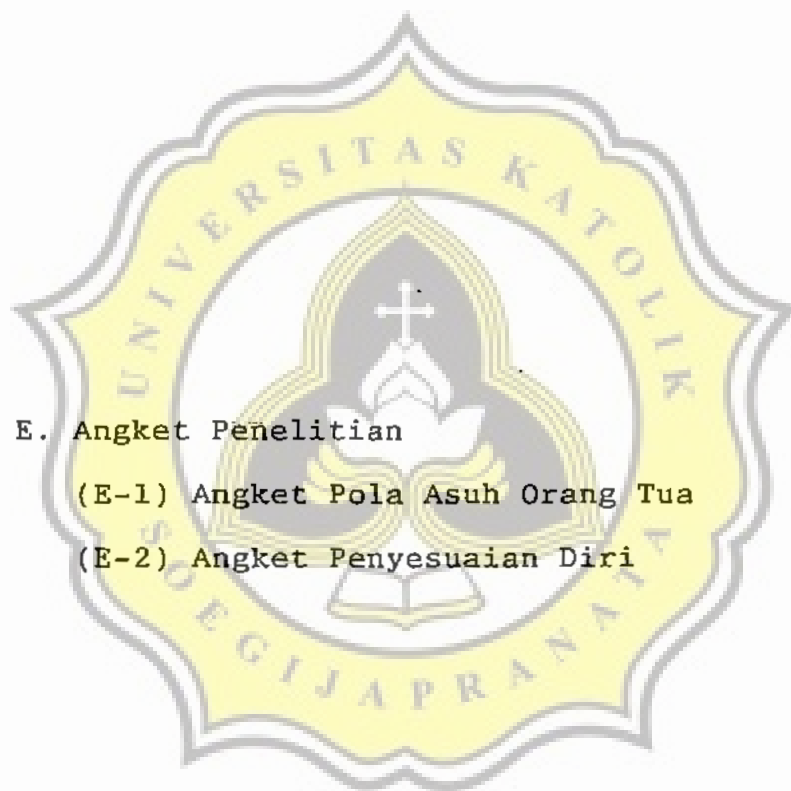 UNIVERSITAS KATOLIK
E. Angket Penelitian
(E-1) Angket Pola Asuh Orang Tua
(E-2) Angket Penyesuaian Diri
SOEGIJAPRANATA